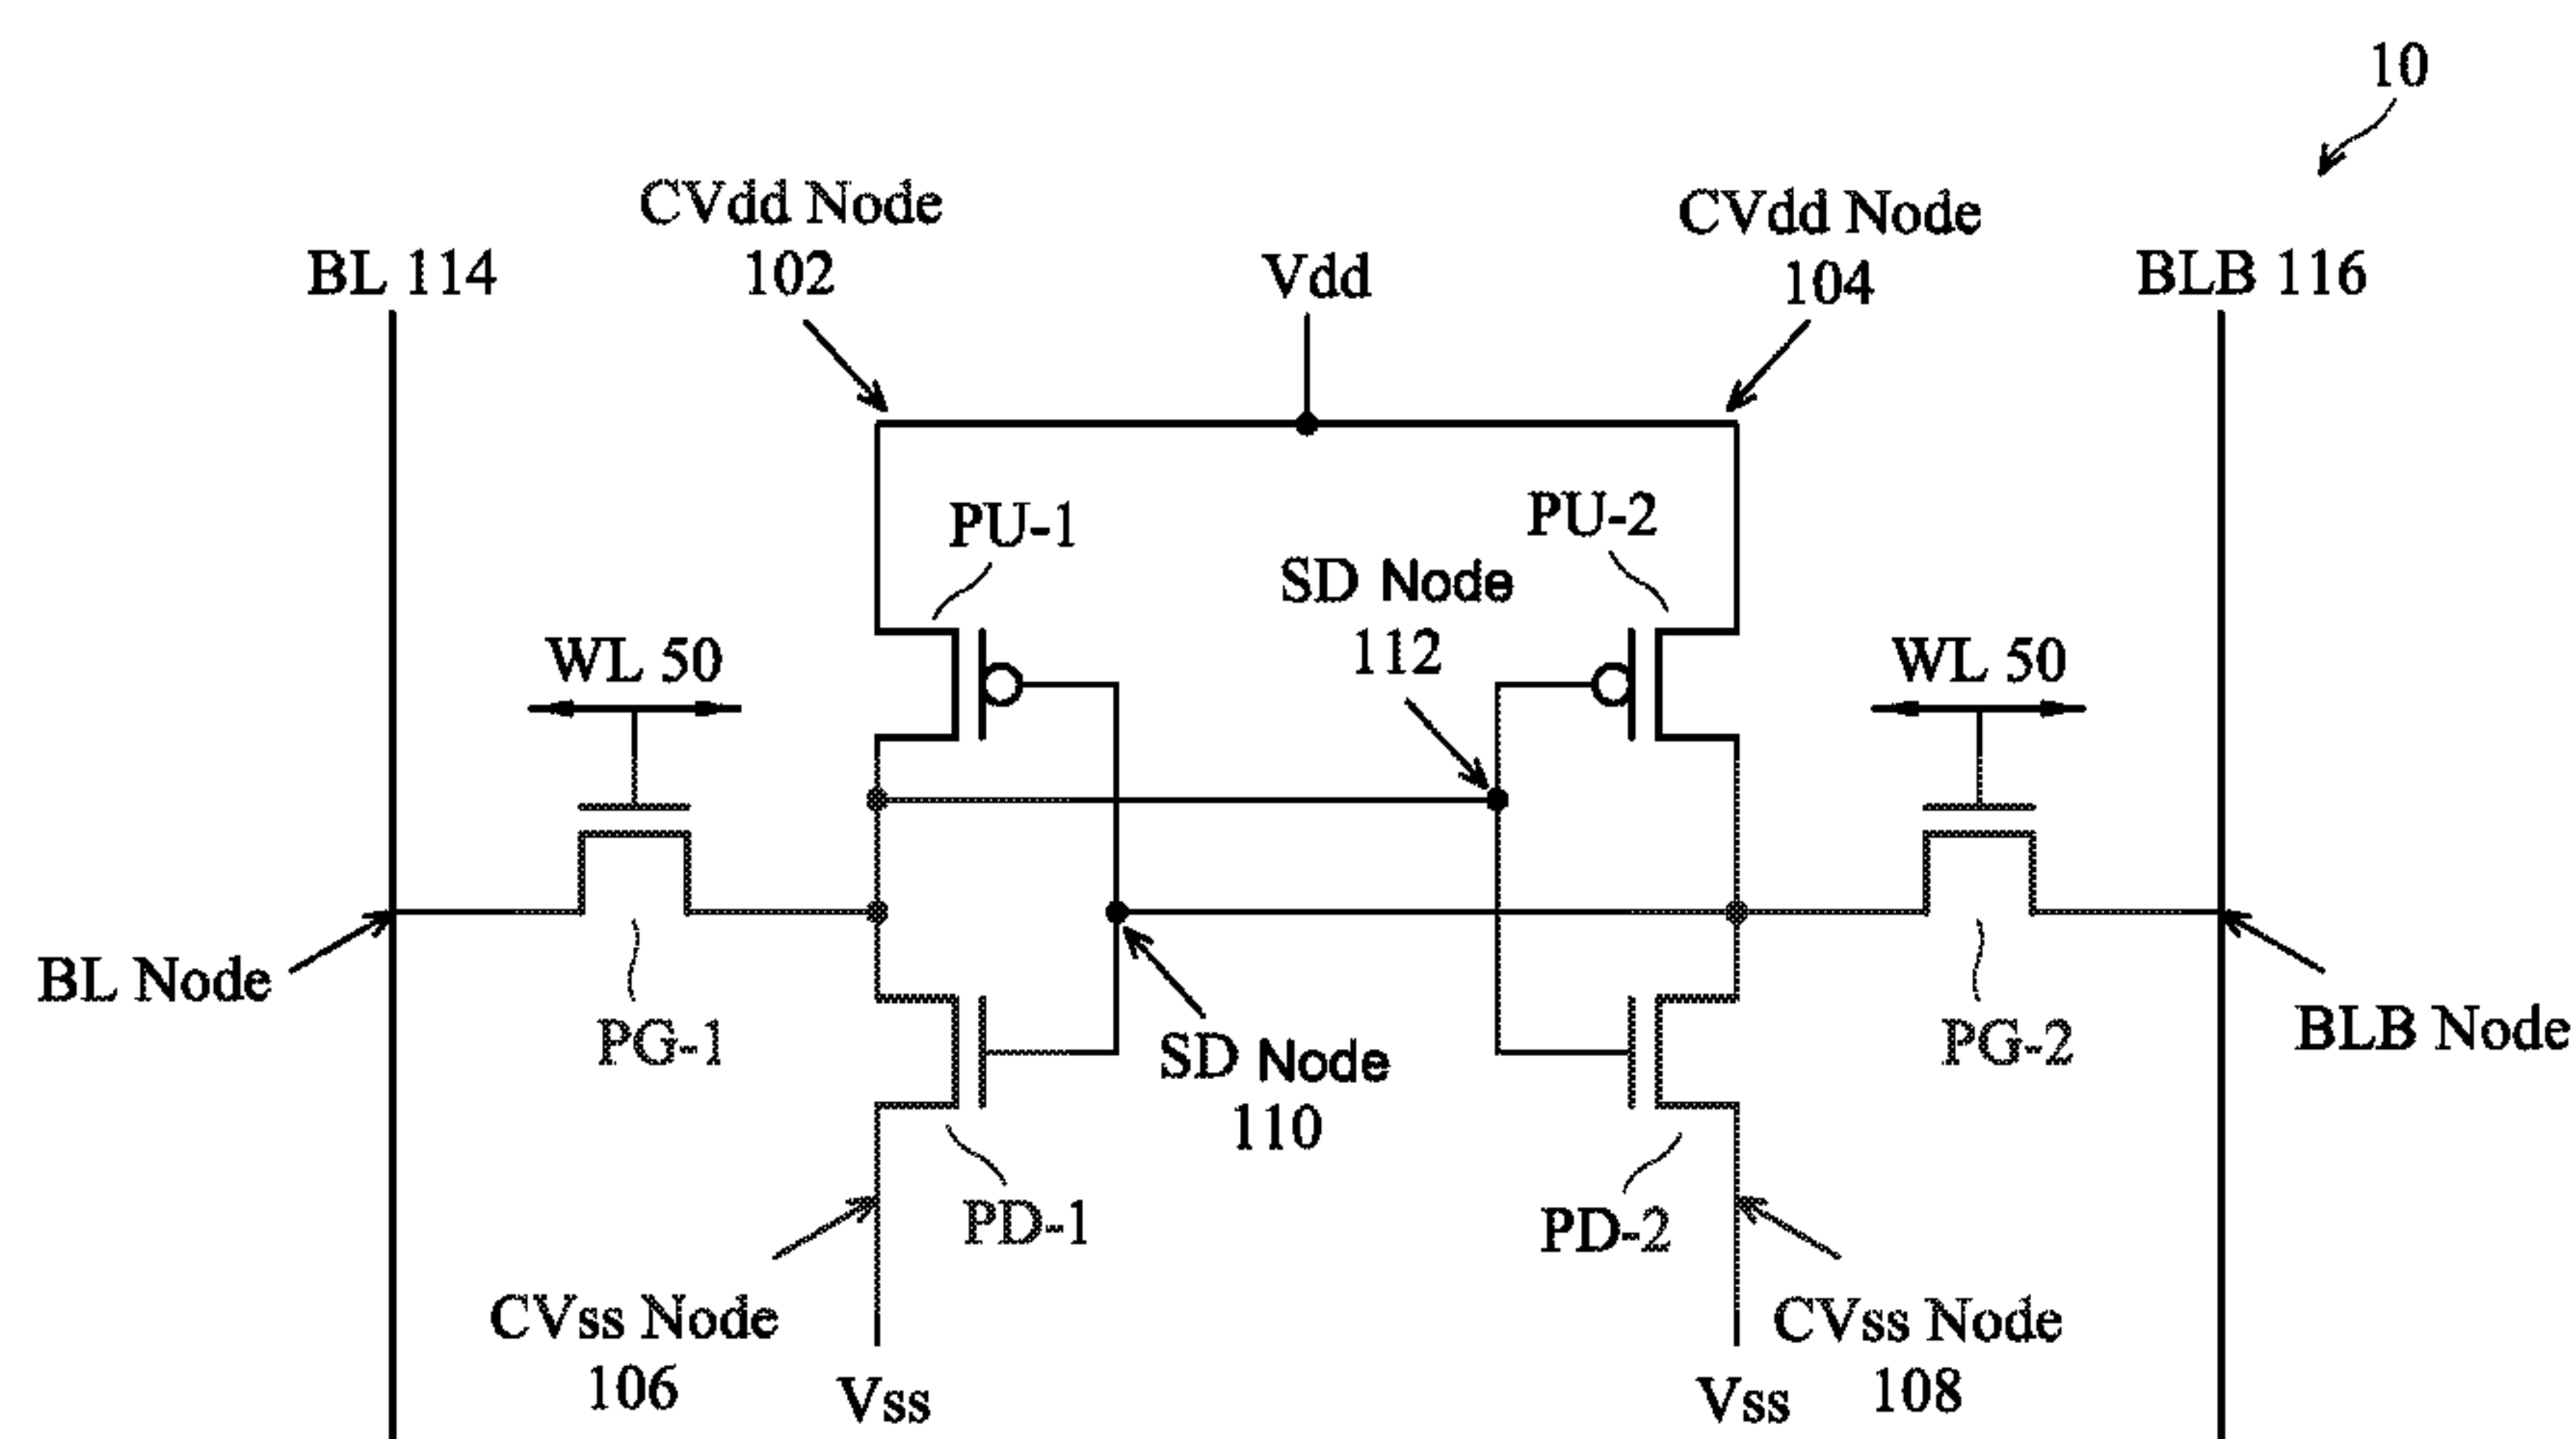 10
CVdd Node
102
CVdd Node
104
BL 114
Vdd
BLB 116
PU-1
PU-2
SD Node
112
WL 50
WL 50
BL Node
PG-1
SD Node
110
PG-2
BLB Node
PD-1
PD-2
CVss Node
106
Vss
Vss
CVss Node
108